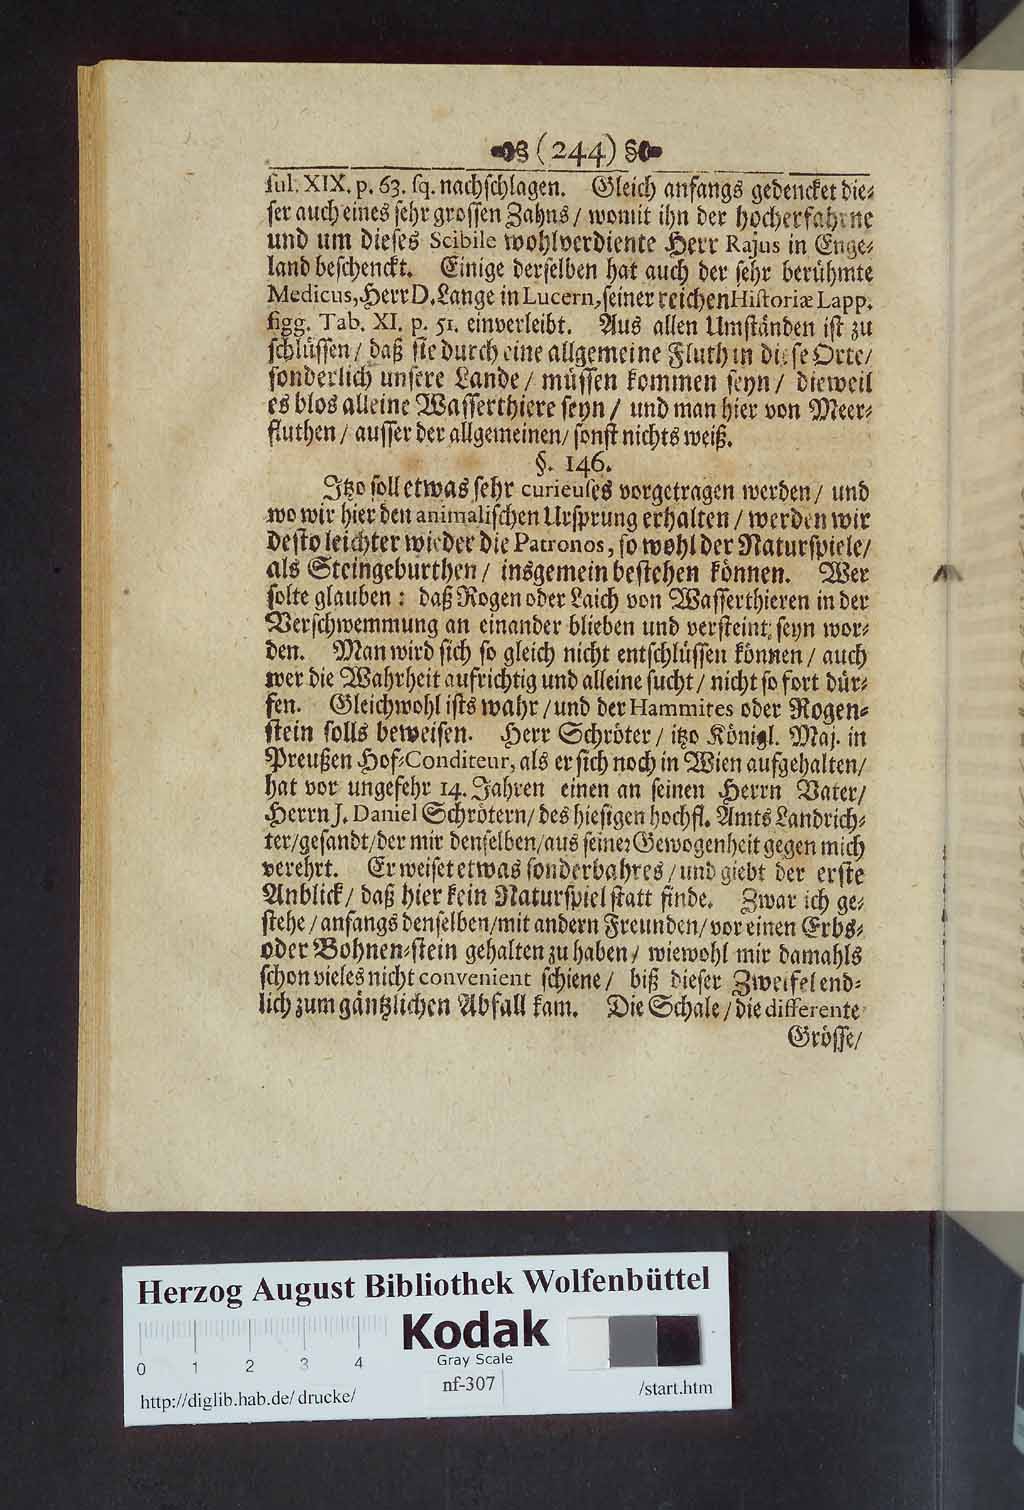 (244)
sul. XIX. p. 63. sq. nachschlagen. Gleich anfangs gedencket die⸗
ser auch eines sehr grossen Zahns / womit ihn der hocherfahrne
und um dieses Scibile wohlverdiente Herr Rajus in Enge⸗
land beschenckt. Einige derselben hat auch der sehr berühmte
Medicus, Herr D. Lange in Lucern, seiner reichen Historiæ Lapp.
figg. Tab. XI. p. 51. einverleibt. Aus allen Umständen ist zu
schlüssen / daß sie durch eine allgemeine Fluth in diese Orte /
sonderlich unsere Lande / müssen kommen seyn / dieweil
es blos alleine Wasserthiere seyn / und man hier von Meer⸗
fluthen / ausser der allgemeinen / sonst nichts weiß.
§. 146.
Itzo soll etwas sehr curieuses vorgetragen werden / und
wo wir hier den animalischen Ursprung erhalten / werden wir
desto leichter wieder die Patronos, so wohl der Naturspiele /
als Steingeburthen / insgemein bestehen können. Wer
solte glauben: daß Rogen oder Laich von Wasserthieren in der
Verschwemmung an einander blieben und versteint seyn wor⸗
den. Man wird sich so gleich nicht entschlüssen können / auch
wer die Wahrheit aufrichtig und alleine sucht / nicht so fort dür⸗
fen. Gleichwohl ists wahr / und der Hammites oder Rogen⸗
stein solls beweisen. Herr Schröter / itzo Königl. Maj. in
Preußen Hof⸗Conditeur, als er sich noch in Wien aufgehalten /
hat vor ungefehr 14. Jahren einen an seinen Herrn Vater /
Herrn J. Daniel Schrötern / des hiesigen hochfl. Amts Landrich⸗
ter / gesandt / der mir denselben / aus seiner Gewogenheit gegen mich
verehrt. Er weiset etwas sonderbahres / und giebt der erste
Anblick / daß hier kein Naturspiel statt finde. Zwar ich ge⸗
stehe / anfangs denselben / mit andern Freunden / vor einen Erbs⸗
oder Bohnen⸗stein gehalten zu haben / wiewohl mir damahls
schon vieles nicht convenient schiene / biß dieser Zweifel end⸗
lich zum gäntzlichen Abfall kam. Die Schale / die differente
Grösse /
Herzog August Bibliothek Wolfenbüttel
Kodak
Gray Scale
0 1 2 3 4
nf-307
http://diglib.hab.de/drucke/
/start.htm